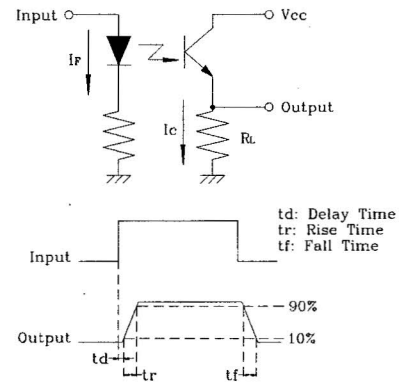 Input
Vcc
IF
Output
Ic
RL
td: Delay Time
tr: Rise Time
tf: Fall Time
Input
90%
Output
10%
td
tr
tf